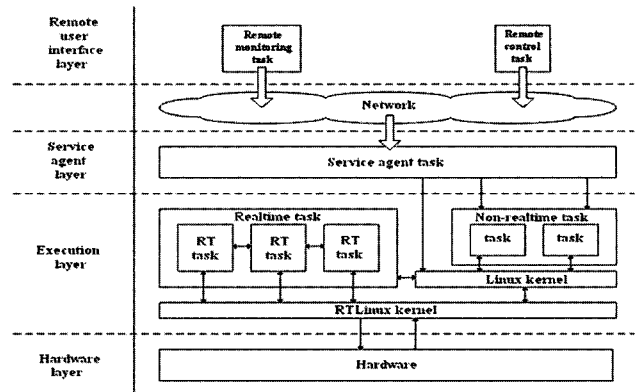 Remote
user
interface
layer
Remote
monitoring
task
Remote
control
task
Network
Service
agent
layer
Service agent task
Execution
layer
Realtime task
RT
task
RT
task
RT
task
Non-realtime task
task
task
Linux kernel
RTLinux kernel
Hardware
layer
Hardware